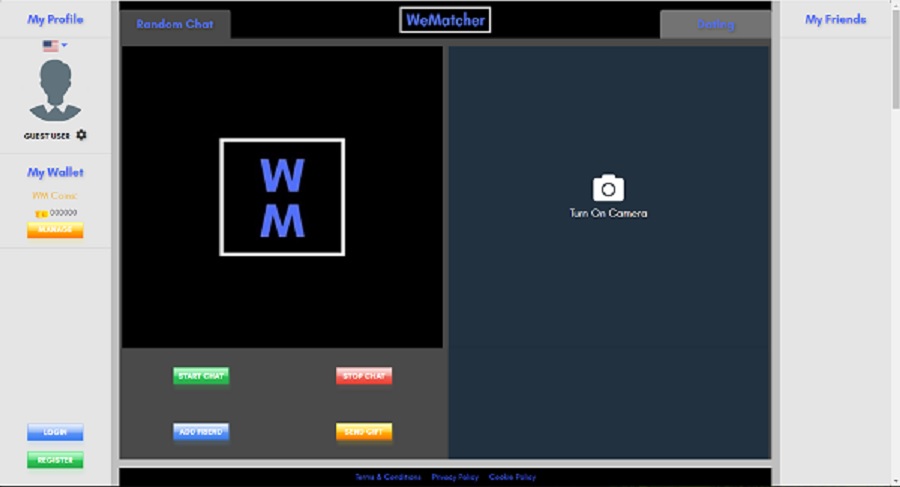 My Profile
GUEST USER
My Wallet
WM Coins
000000
MANAGE
LOGIN
REGISTER
Random Chat
WeMatcher
Dating
W
M
Turn On Camera
START CHAT
STOP CHAT
ADD FRIEND
SEND GIFT
Terms & Conditions Privacy Policy Cookie Policy
My Friends